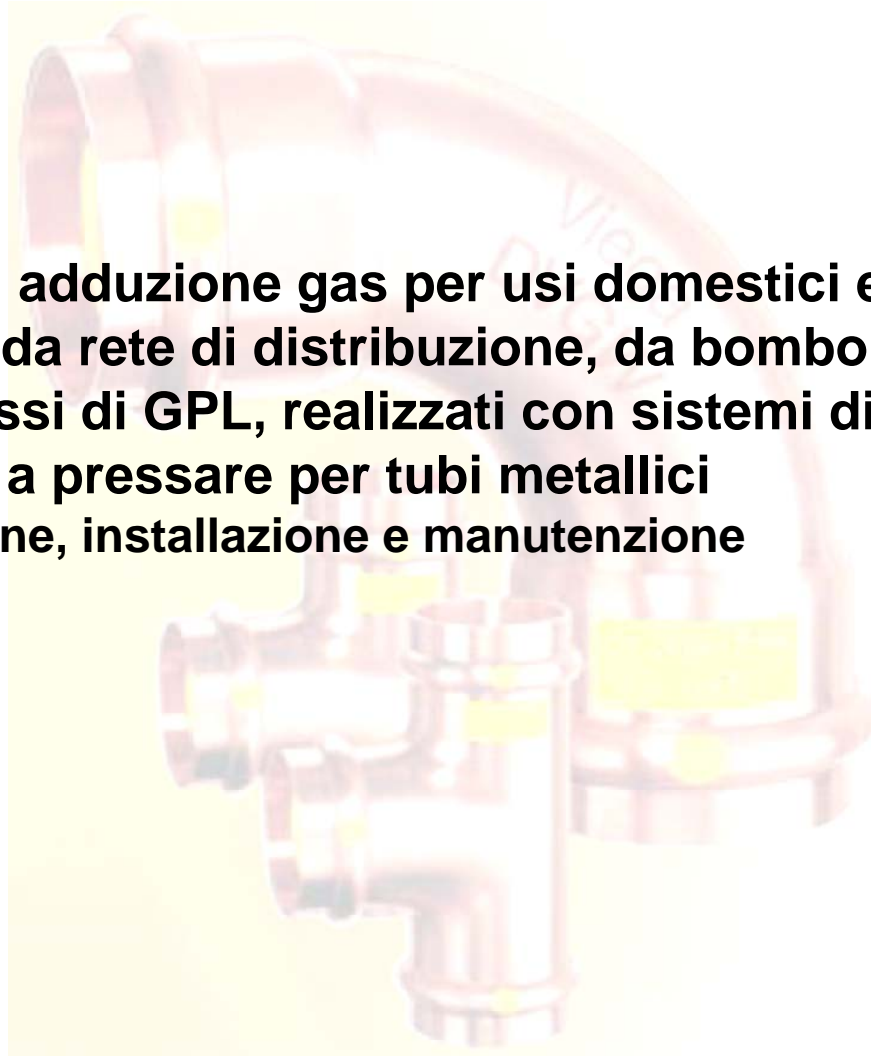 adduzione gas per usi domestici e
da rete di distribuzione, da bombo
ssi di GPL, realizzati con sistemi di
a pressare per tubi metallici
ne, installazione e manutenzione
Viega